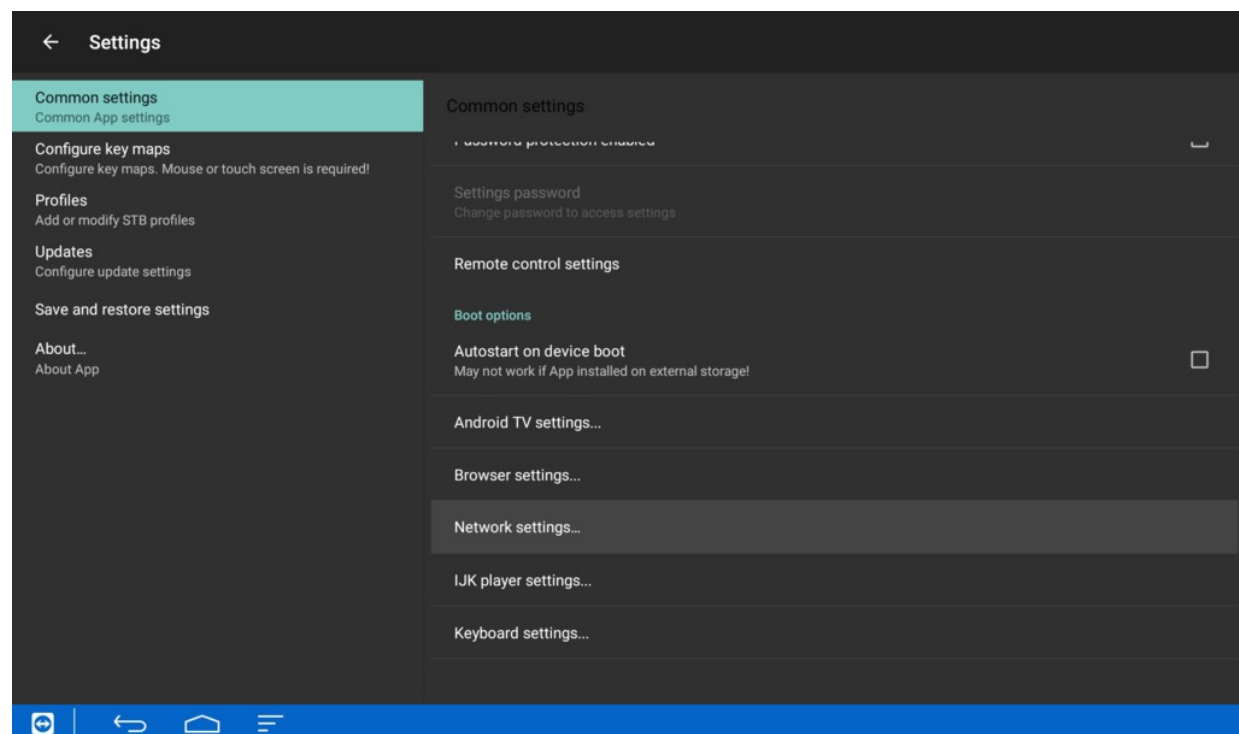 Settings
Common settings
Common App settings
Configure key maps
Configure key maps. Mouse or touch screen is required!
Profiles
Add or modify STB profiles
Updates
Configure update settings
Save and restore settings
About...
About App
Common settings
Password protection enabled
Settings password
Change password to access settings
Remote control settings
Boot options
Autostart on device boot
May not work if App installed on external storage!
Android TV settings...
Browser settings...
Network settings...
IJK player settings...
Keyboard settings...